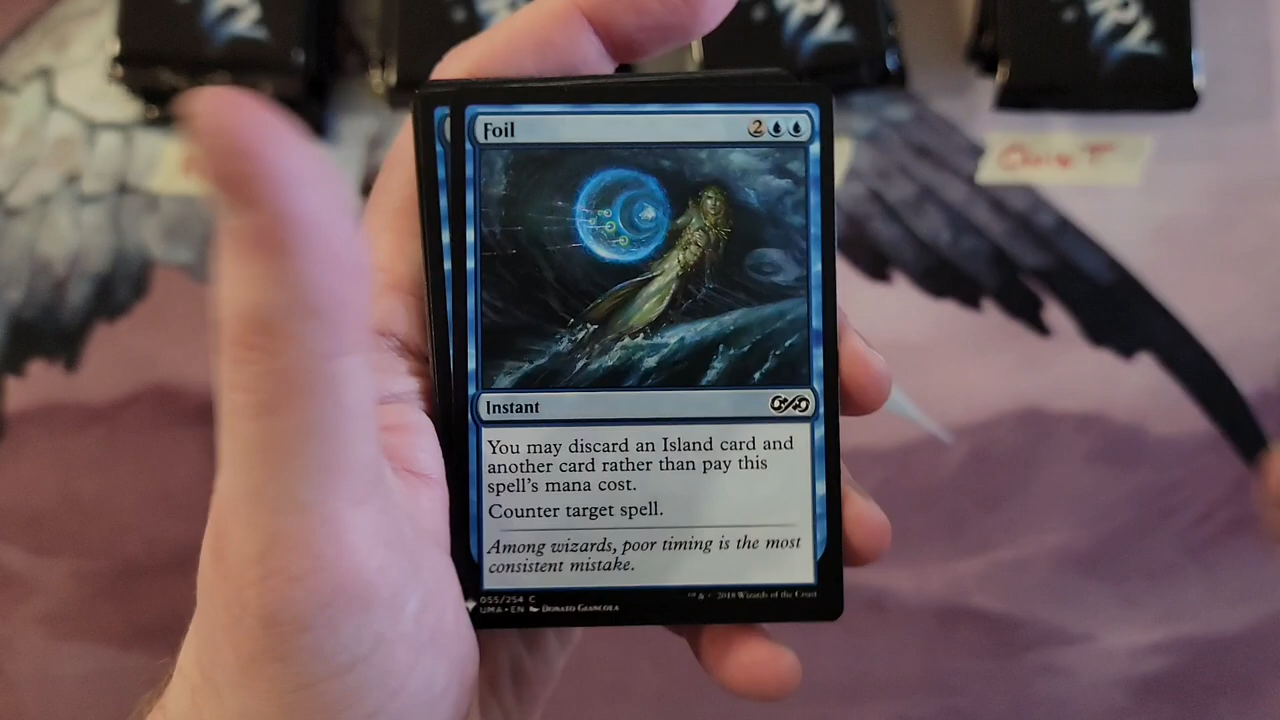 Foil
2
Instant
You may discard an Island card and
another card rather than pay this
spell's mana cost.
Counter target spell.
Among wizards, poor timing is the most
consistent mistake.
055/254 C
UMA • EN Donato Giancola
™ & © 2018 Wizards of the Coast